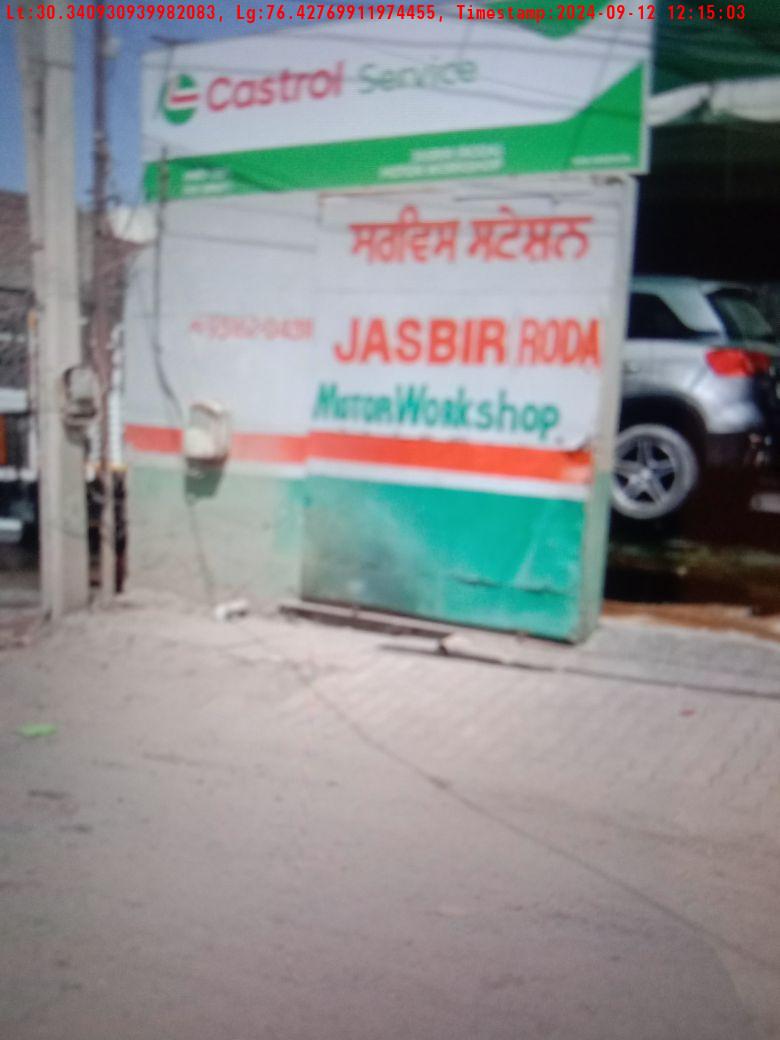 Lt:30.340930939982083, Lg:76.42769911974455, Timestamp:2024-09-12 12:15:03
Castrol Service
ਸਰਵਿਸ ਸਟੇਸ਼ਨ
JASBIR RODA
MOTOR WorKshop